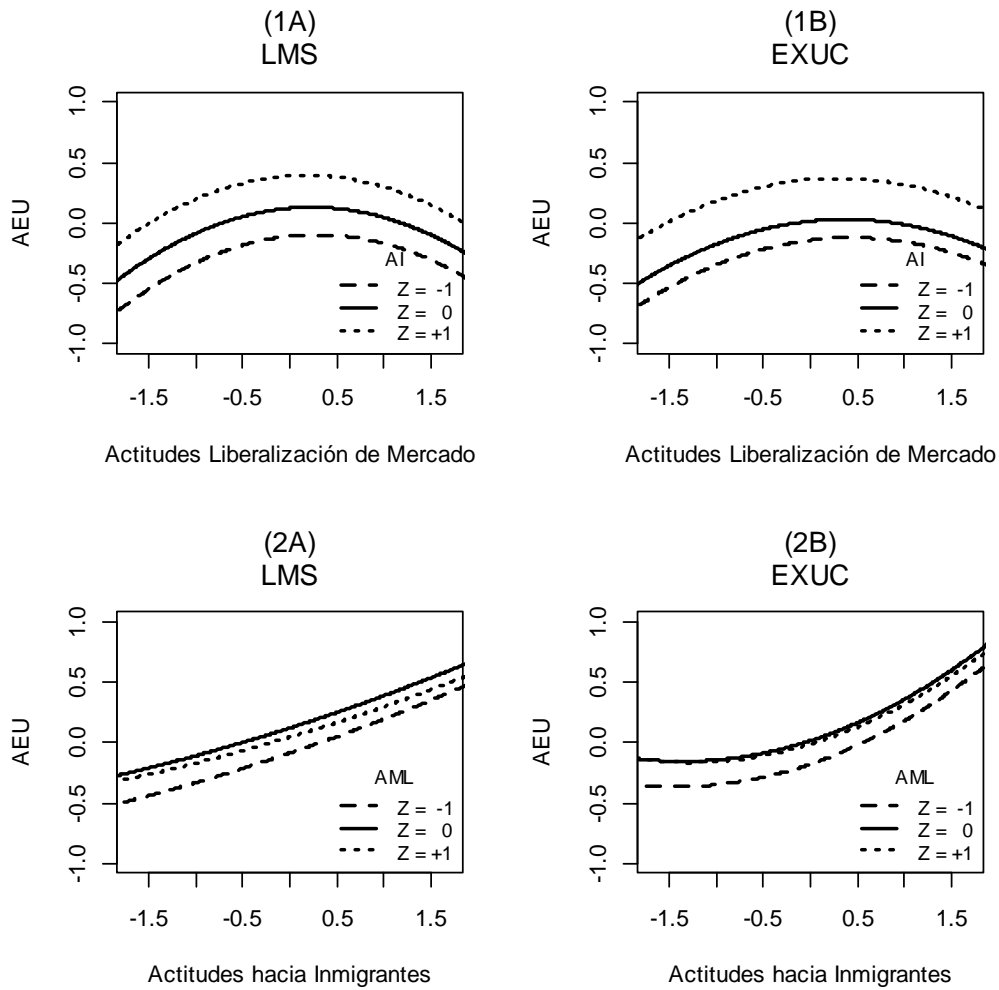 (1A)
LMS
AEU
1.0
0.5
0.0
-0.5
-1.0
AI
Z = -1
Z = 0
Z = +1
-1.5 -0.5 0.5 1.5
Actitudes Liberalización de Mercado
(1B)
EXUC
AEU
1.0
0.5
0.0
-0.5
-1.0
AI
Z = -1
Z = 0
Z = +1
-1.5 -0.5 0.5 1.5
Actitudes Liberalización de Mercado
(2A)
LMS
AEU
1.0
0.5
0.0
-0.5
-1.0
AML
Z = -1
Z = 0
Z = +1
-1.5 -0.5 0.5 1.5
Actitudes hacia Inmigrantes
(2B)
EXUC
AEU
1.0
0.5
0.0
-0.5
-1.0
AML
Z = -1
Z = 0
Z = +1
-1.5 -0.5 0.5 1.5
Actitudes hacia Inmigrantes